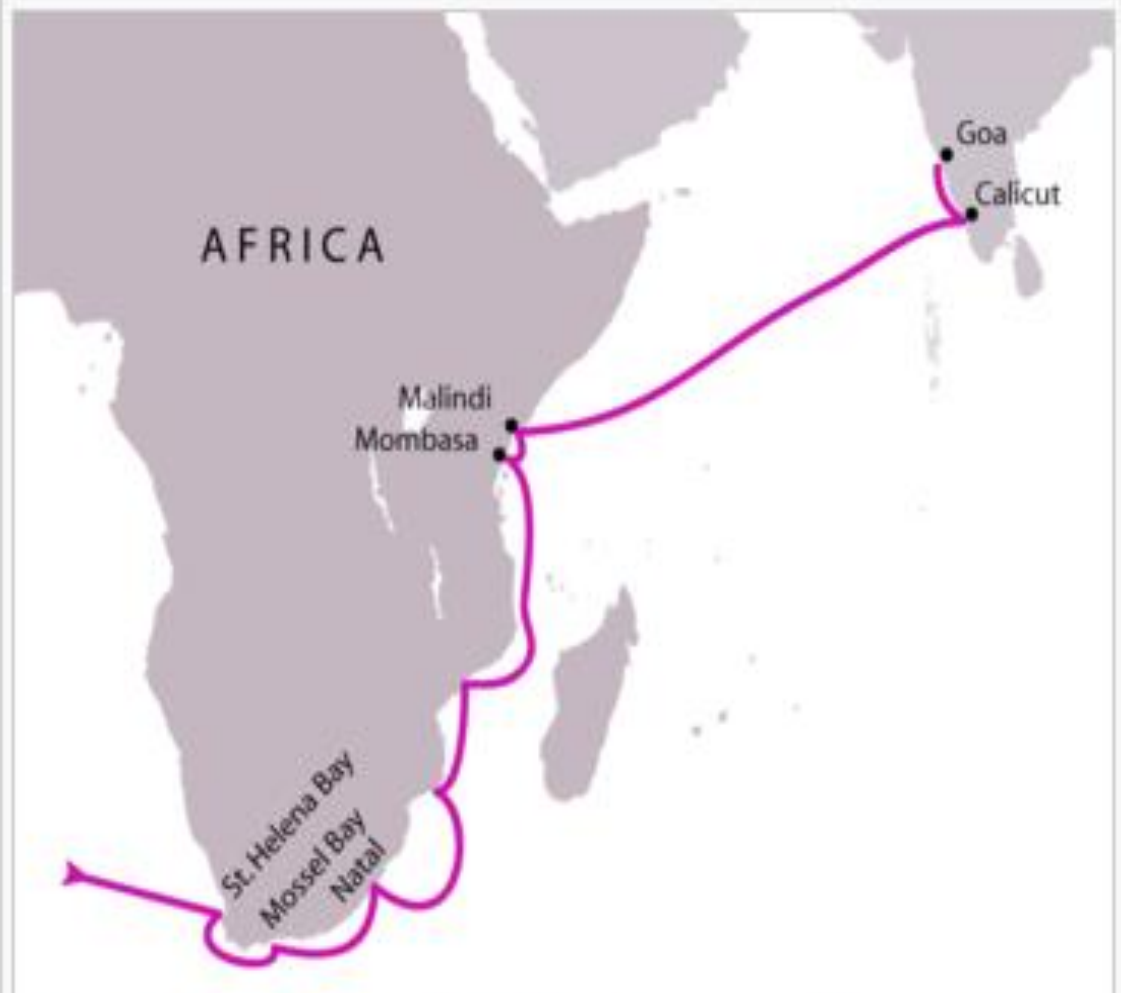 Goa
Calicut
AFRICA
Malindi
Mombasa
St. Helena Bay
Mossel Bay
Natal